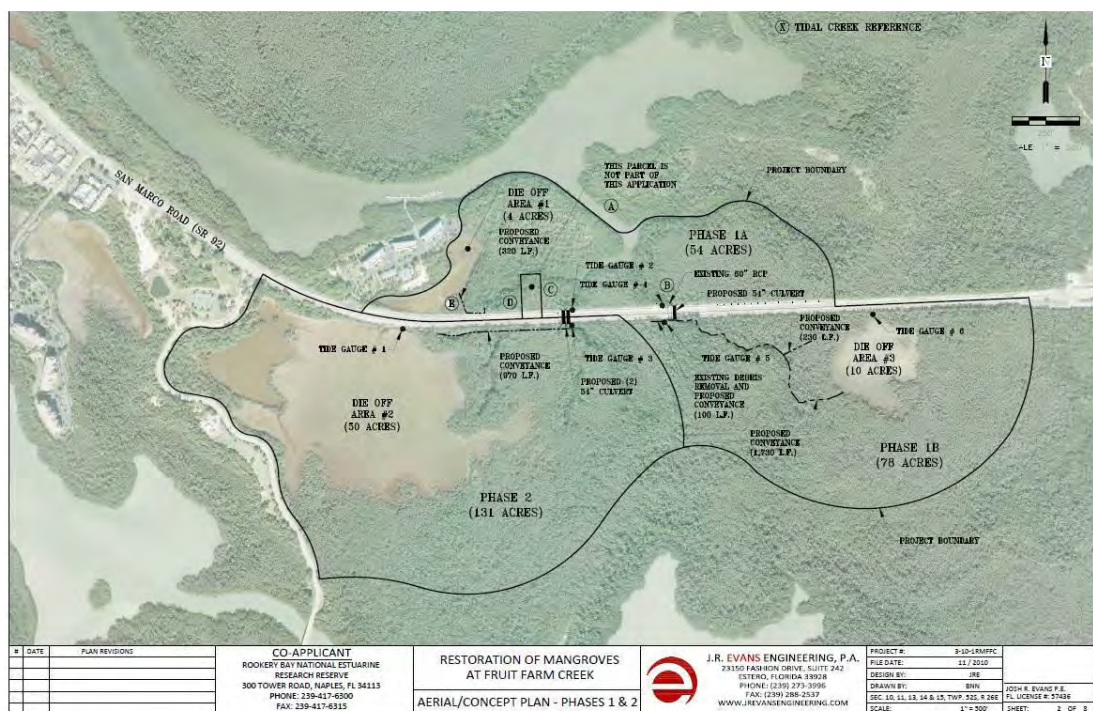 Ⓧ TIDAL CREEK REFERENCE
N
SAN MARCO ROAD (SR 92)
THIS PARCEL IS
NOT PART OF
THIS APPLICATION
PROJECT BOUNDARY
DIE OFF
AREA #1
(4 ACRES)
A
PROPOSED
CONVEYANCE
(320 L.F.)
PHASE 1A
(54 ACRES)
TIDE GAUGE # 2
TIDE GAUGE # 4
EXISTING 60" RCP
PROPOSED 54" CULVERT
B
C
D
E
TIDE GAUGE # 1
PROPOSED
CONVEYANCE
(970 L.F.)
TIDE GAUGE # 3
PROPOSED (2)
54" CULVERT
TIDE GAUGE # 5
EXISTING DEBRIS
REMOVAL AND
PROPOSED
CONVEYANCE
(100 L.F.)
PROPOSED
CONVEYANCE
(230 L.F.)
TIDE GAUGE # 6
DIE OFF
AREA #3
(10 ACRES)
DIE OFF
AREA #2
(50 ACRES)
PROPOSED
CONVEYANCE
(1,730 L.F.)
PHASE 1B
(78 ACRES)
PHASE 2
(131 ACRES)
PROJECT BOUNDARY
# DATE PLAN REVISIONS
CO-APPLICANT
ROOKERY BAY NATIONAL ESTUARINE
RESEARCH RESERVE
300 TOWER ROAD, NAPLES, FL 34113
PHONE: 239-417-6300
FAX: 239-417-6315
RESTORATION OF MANGROVES
AT FRUIT FARM CREEK
AERIAL/CONCEPT PLAN - PHASES 1 & 2
J.R. EVANS ENGINEERING, P.A.
23150 FASHION DRIVE, SUITE 242
ESTERO, FLORIDA 33928
PHONE: (239) 273-3996
FAX: (239) 288-2537
WWW.JREVANSENGINEERING.COM
PROJECT #: 3-10-1RMFFC
FILE DATE: 11 / 2010
DESIGN BY: JRE
DRAWN BY: BNN
SEC. 10, 11, 13, 14 & 15, TWP. 52S, R 26E
SCALE: 1" = 500'
JOSH R. EVANS P.E.
FL. LICENSE #: 57436
SHEET: 2 OF 3